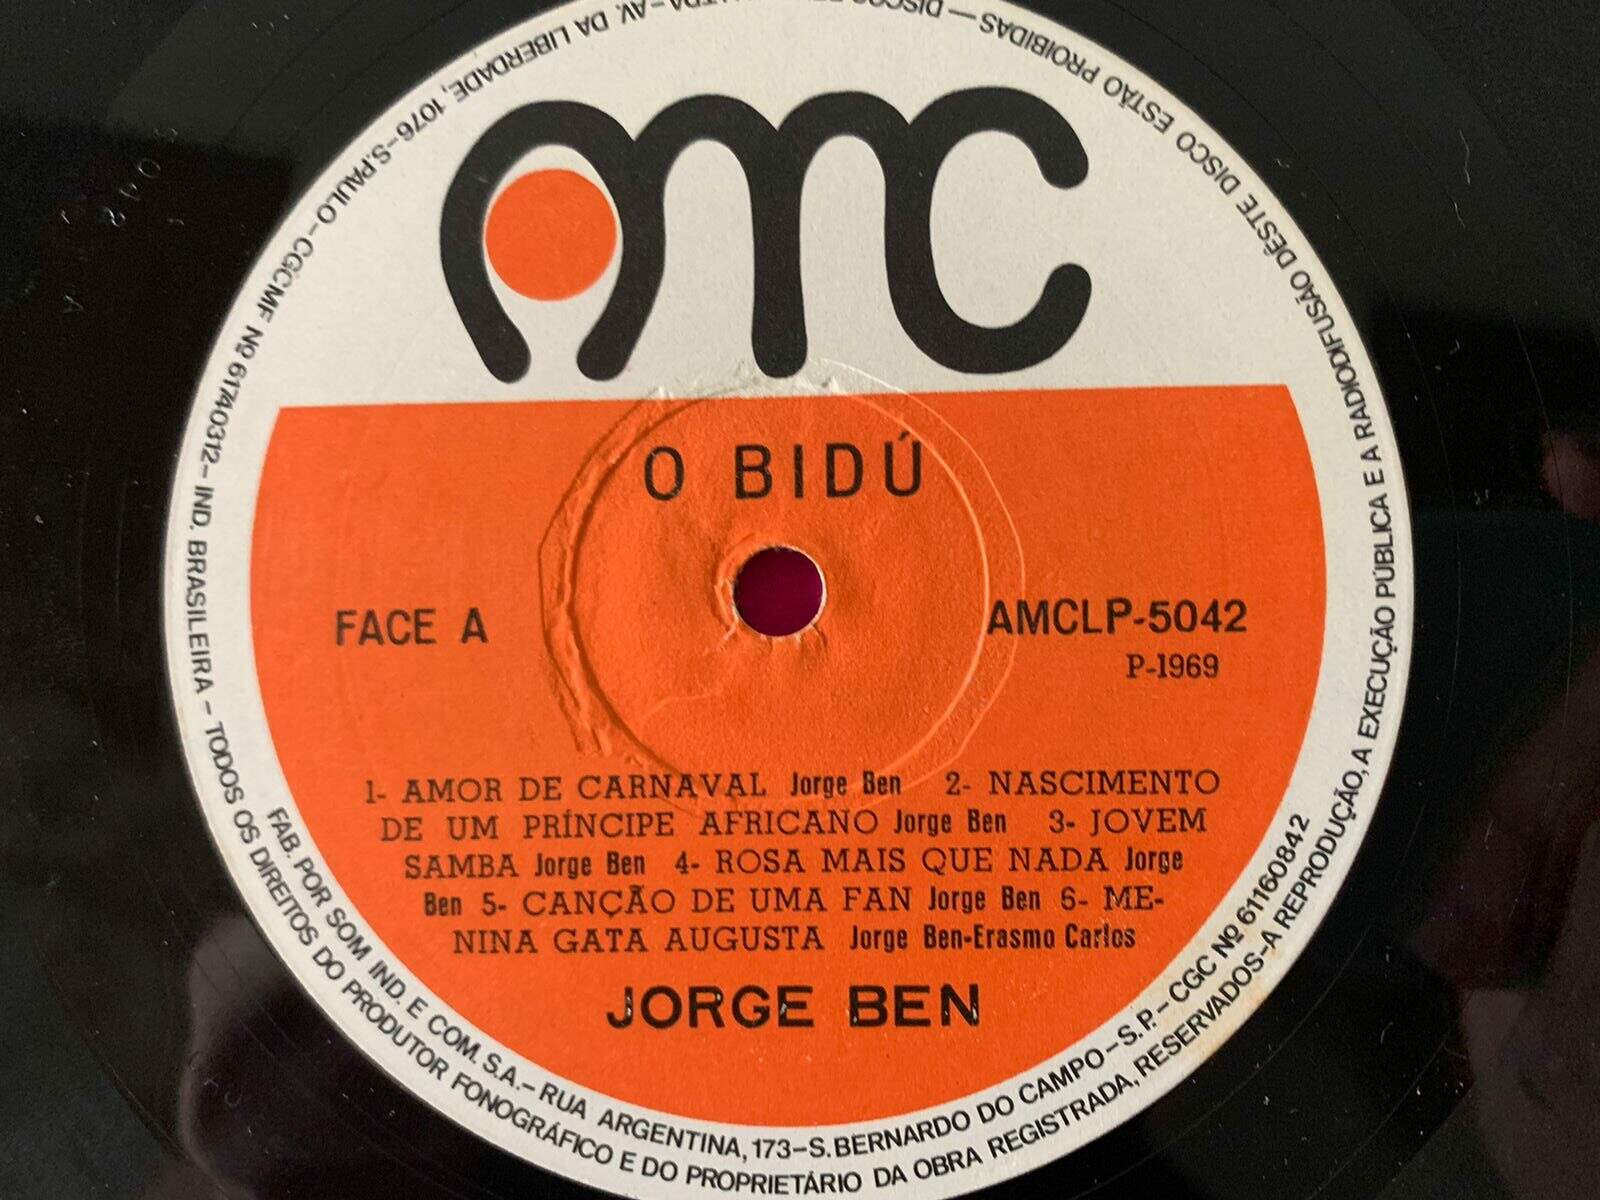 AMC
O BIDÚ
FACE A
AMCLP-5042
P-1969
1- AMOR DE CARNAVAL Jorge Ben 2- NASCIMENTO
DE UM PRÍNCIPE AFRICANO Jorge Ben 3- JOVEM
SAMBA Jorge Ben 4- ROSA MAIS QUE NADA Jorge
Ben 5- CANÇÃO DE UMA FAN Jorge Ben 6- ME-
NINA GATA AUGUSTA Jorge Ben-Erasmo Carlos
JORGE BEN
FAB. POR SOM IND. E COM. S.A.– RUA ARGENTINA, 173–S. BERNARDO DO CAMPO–S.P.– CGC Nº 61160842
LTDA–AV. DA LIBERDADE, 1076–S.PAULO–CGCMF Nº 61740312–IND. BRASILEIRA – TODOS OS DIREITOS DO PRODUTOR FONOGRÁFICO E DO PROPRIETÁRIO DA OBRA REGISTRADA, RESERVADOS–A REPRODUÇÃO, A EXECUÇÃO PÚBLICA E A RADIODIFUSÃO DÊSTE DISCO ESTÃO PROIBIDAS — DISCOS